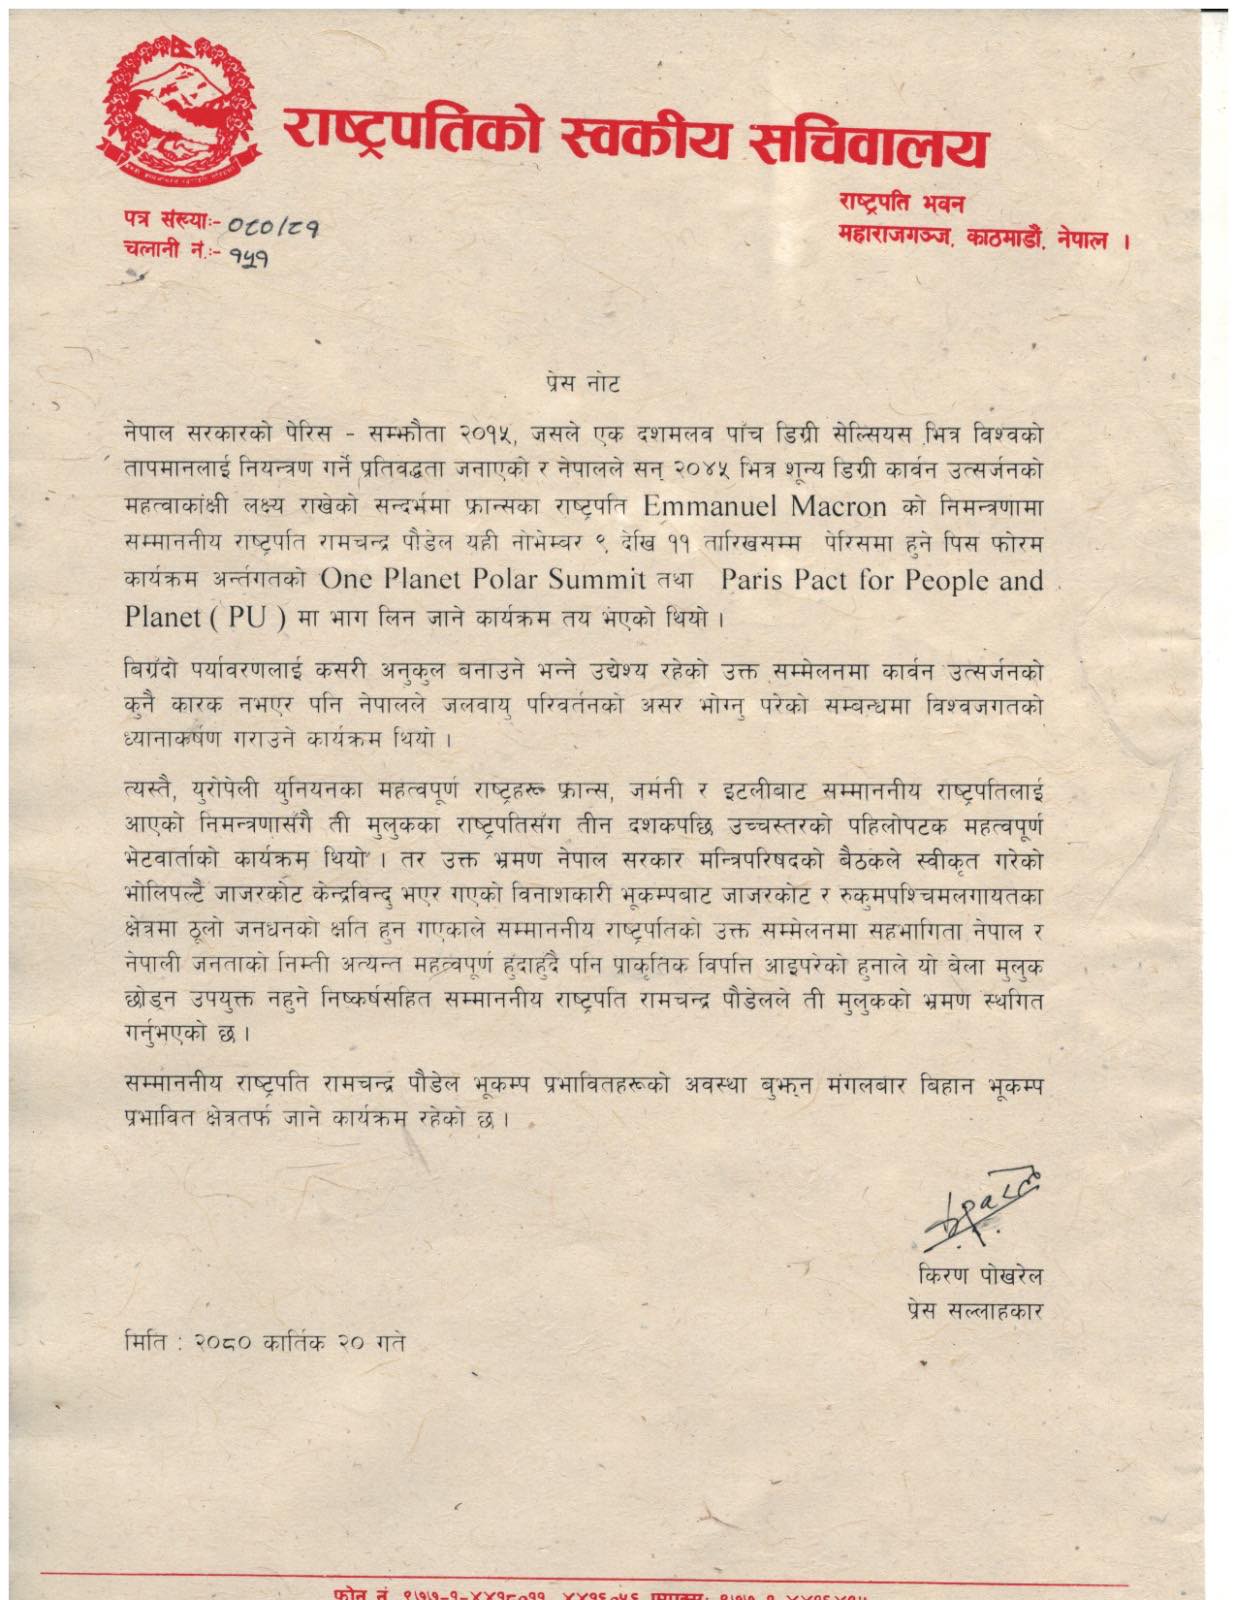 राष्ट्रपतिको स्वकीय सचिवालय
राष्ट्रपति भवन
महाराजगञ्ज, काठमाडौं, नेपाल ।
पत्र संख्याः- ०८०/८१
चलानी नं.:- १५१
प्रेस नोट
नेपाल सरकारको पेरिस - सम्झौता २०१५, जसले एक दशमलव पाँच डिग्री सेल्सियस भित्र विश्वको
तापमानलाई नियन्त्रण गर्ने प्रतिवद्धता जनाएको र नेपालले सन् २०४५ भित्र शून्य डिग्री कार्वन उत्सर्जनको
महत्वाकांक्षी लक्ष्य राखेको सन्दर्भमा फ्रान्सका राष्ट्रपति Emmanuel Macron को निमन्त्रणामा
सम्माननीय राष्ट्रपति रामचन्द्र पौडेल यही नोभेम्वर ९ देखि ११ तारिखसम्म पेरिसमा हुने पिस फोरम
कार्यक्रम अर्न्तगतको One Planet Polar Summit तथा Paris Pact for People and
Planet ( PU ) मा भाग लिन जाने कार्यक्रम तय भएको थियो ।
बिग्रँदो पर्यावरणलाई कसरी अनुकुल बनाउने भन्ने उद्येश्य रहेको उक्त सम्मेलनमा कार्वन उत्सर्जनको
कुनै कारक नभएर पनि नेपालले जलवायु परिवर्तनको असर भोग्नु परेको सम्बन्धमा विश्वजगतको
ध्यानाकर्षण गराउने कार्यक्रम थियो ।
त्यस्तै, युरोपेली युनियनका महत्वपूर्ण राष्ट्रहरू फ्रान्स, जर्मनी र इटलीबाट सम्माननीय राष्ट्रपतिलाई
आएको निमन्त्रणासँगै ती मुलुकका राष्ट्रपतिसंग तीन दशकपछि उच्चस्तरको पहिलोपटक महत्वपूर्ण
भेटवार्ताको कार्यक्रम थियो । तर उक्त भ्रमण नेपाल सरकार मन्त्रिपरिषदको बैठकले स्वीकृत गरेको
भोलिपल्टै जाजरकोट केन्द्रविन्दु भएर गएको विनाशकारी भूकम्पबाट जाजरकोट र रुकुमपश्चिमलगायतका
क्षेत्रमा ठूलो जनधनको क्षति हुन गएकाले सम्माननीय राष्ट्रपतिको उक्त सम्मेलनमा सहभागिता नेपाल र
नेपाली जनताको निम्ती अत्यन्त महत्वपूर्ण हुंदाहुंदै पनि प्राकृतिक विपत्ति आइपरेको हुनाले यो बेला मुलुक
छोड्न उपयुक्त नहुने निष्कर्षसहित सम्माननीय राष्ट्रपति रामचन्द्र पौडेलले ती मुलुकको भ्रमण स्थगित
गर्नुभएको छ ।
सम्माननीय राष्ट्रपति रामचन्द्र पौडेल भूकम्प प्रभावितहरूको अवस्था बुझ्न मंगलबार बिहान भूकम्प
प्रभावित क्षेत्रतर्फ जाने कार्यक्रम रहेको छ ।
किरण पोखरेल
प्रेस सल्लाहकार
मिति : २०८० कार्तिक २० गते